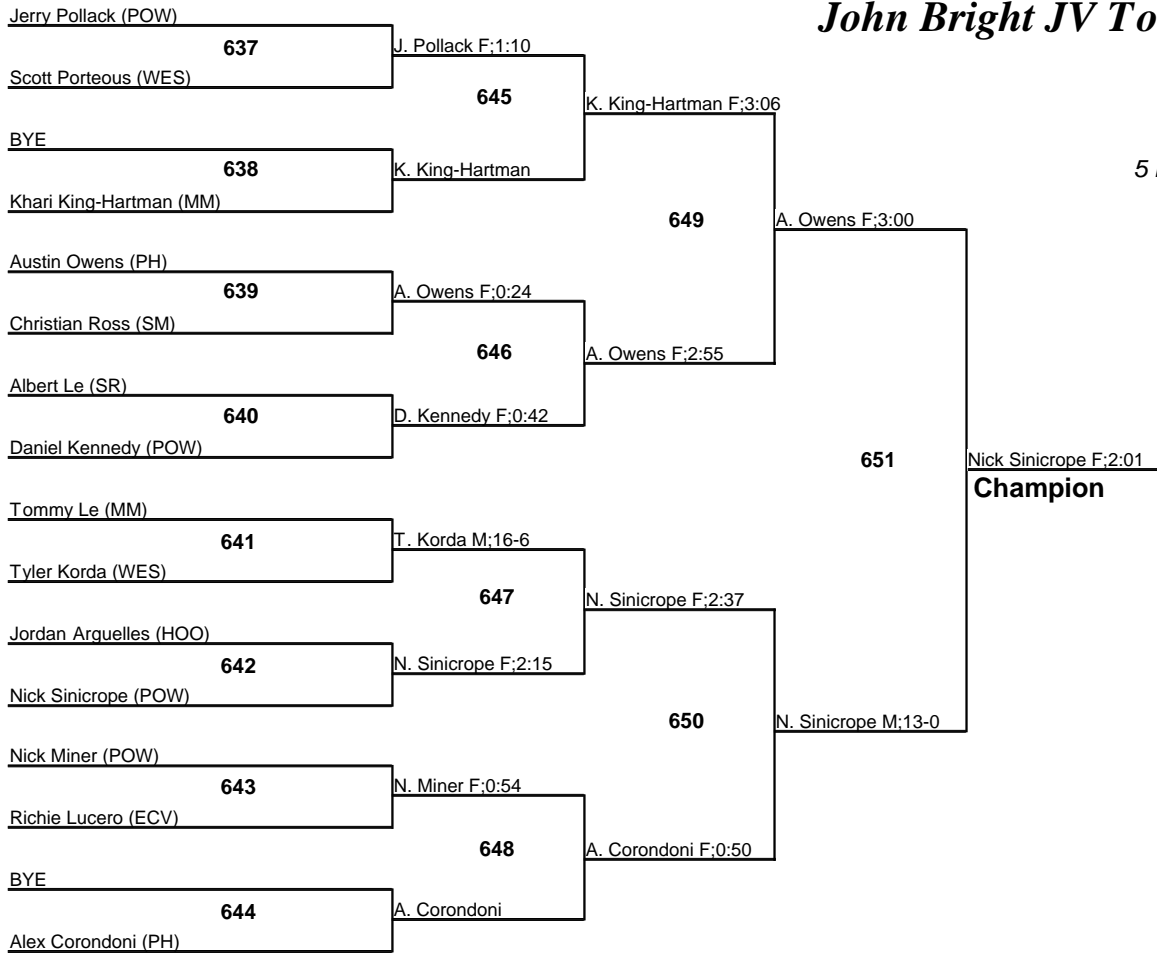 John Bright JV To
Jerry Pollack (POW)
637
J. Pollack F;1:10
Scott Porteous (WES)
645
K. King-Hartman F;3:06
BYE
638
K. King-Hartman
5
Khari King-Hartman (MM)
649
A. Owens F;3:00
Austin Owens (PH)
639
A. Owens F;0:24
Christian Ross (SM)
646
A. Owens F;2:55
Albert Le (SR)
640
D. Kennedy F;0:42
Daniel Kennedy (POW)
651
Nick Sinicrope F;2:01
Champion
Tommy Le (MM)
641
T. Korda M;16-6
Tyler Korda (WES)
647
N. Sinicrope F;2:37
Jordan Arguelles (HOO)
642
N. Sinicrope F;2:15
Nick Sinicrope (POW)
650
N. Sinicrope M;13-0
Nick Miner (POW)
643
N. Miner F;0:54
Richie Lucero (ECV)
648
A. Corondoni F;0:50
BYE
644
A. Corondoni
Alex Corondoni (PH)